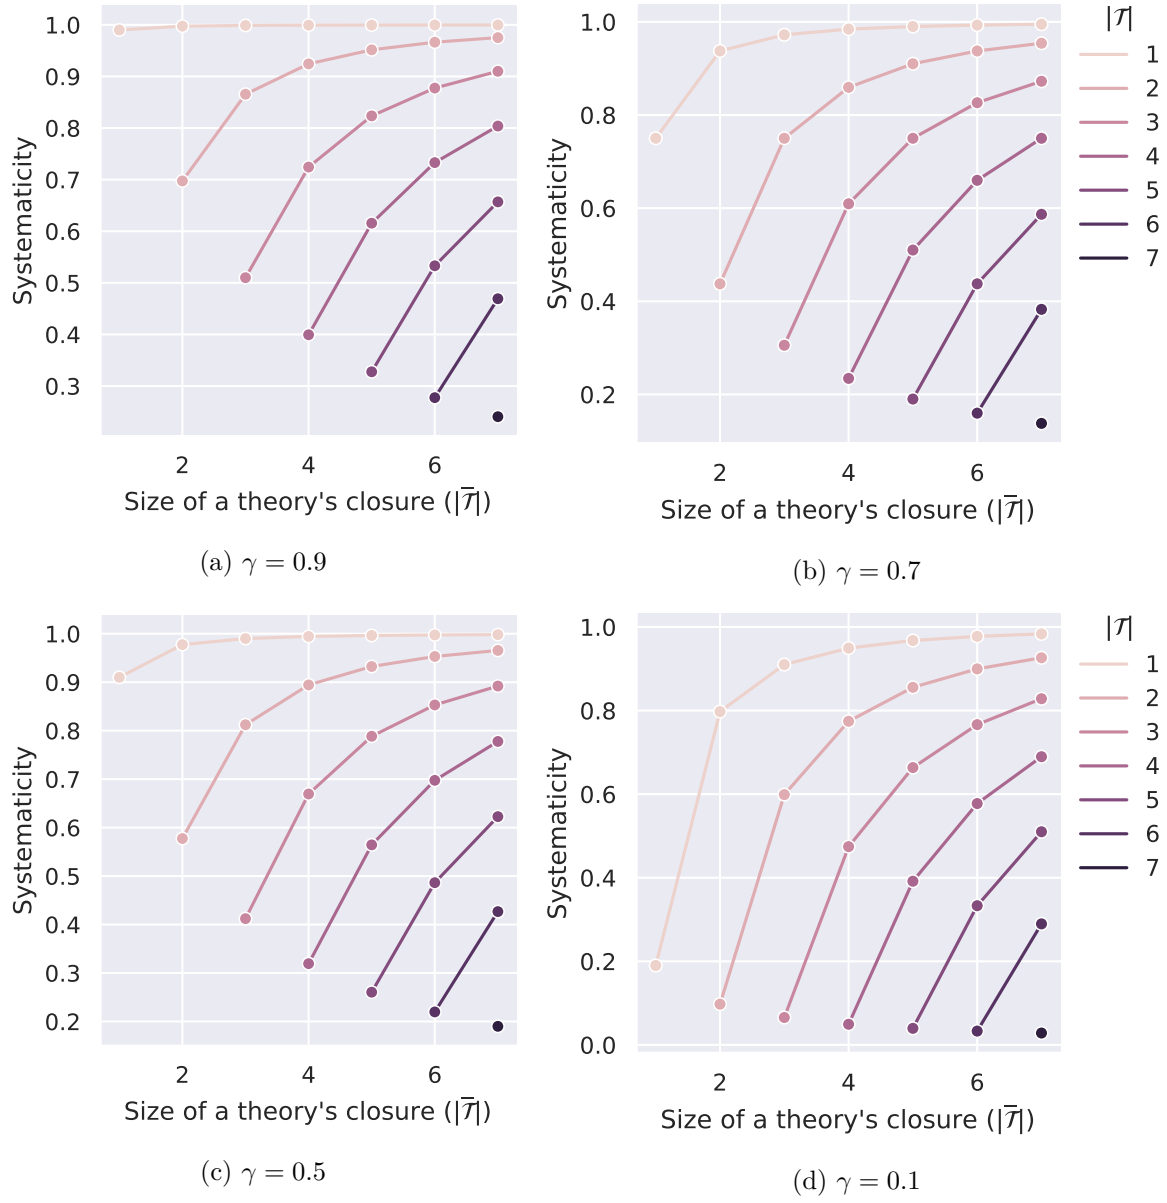 1.0
0.9
0.8
0.7
0.6
0.5
0.4
0.3
Systematicity
2 4 6
Size of a theory's closure (|𝒯̅|)
(a) γ = 0.9
1.0
0.8
0.6
0.4
0.2
Systematicity
2 4 6
Size of a theory's closure (|𝒯̅|)
(b) γ = 0.7
|𝒯|
1
2
3
4
5
6
7
1.0
0.9
0.8
0.7
0.6
0.5
0.4
0.3
0.2
Systematicity
2 4 6
Size of a theory's closure (|𝒯̅|)
(c) γ = 0.5
1.0
0.8
0.6
0.4
0.2
0.0
Systematicity
2 4 6
Size of a theory's closure (|𝒯̅|)
(d) γ = 0.1
|𝒯|
1
2
3
4
5
6
7